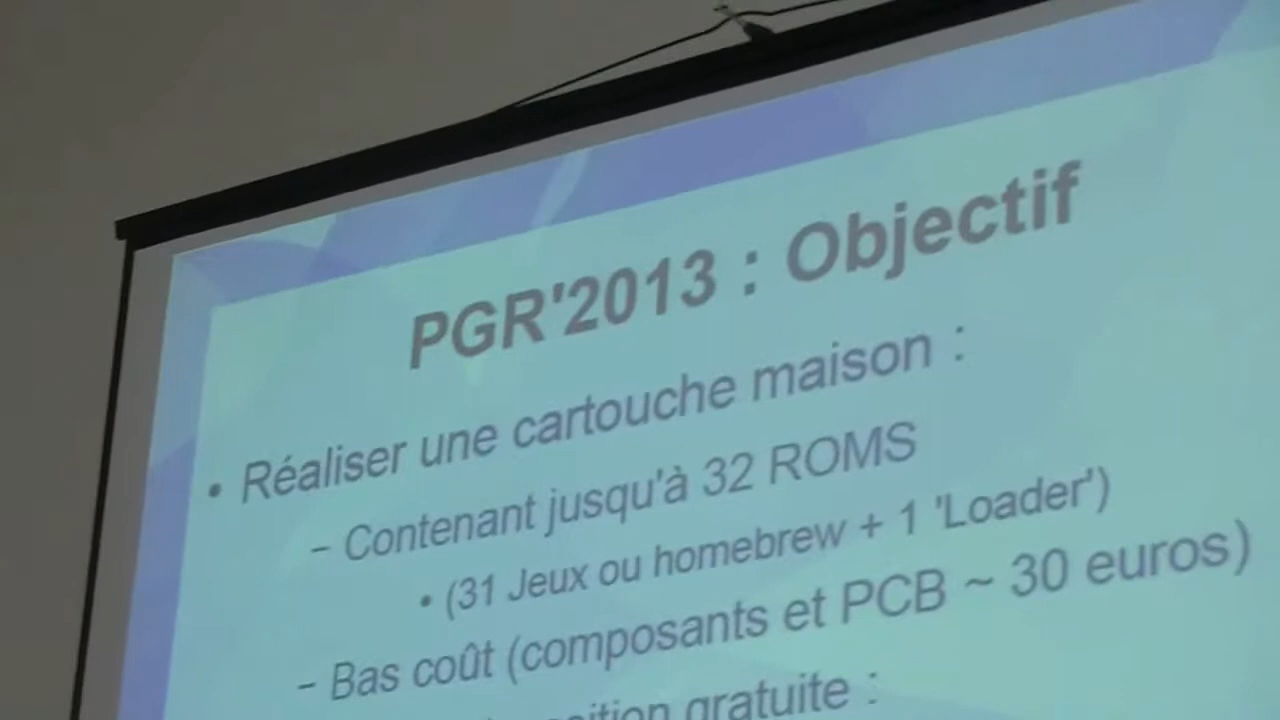 PGR'2013 : Objectif
• Réaliser une cartouche maison :
– Contenant jusqu'à 32 ROMS
• (31 Jeux ou homebrew + 1 'Loader')
– Bas coût (composants et PCB ~ 30 euros)
gratuite :